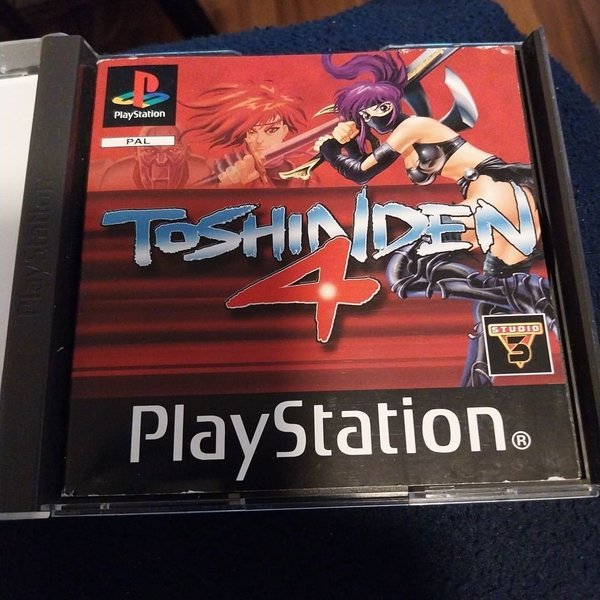 PlayStation
PAL
TOSHINDEN
4
STUDIO
3
PlayStation®
PlayStation